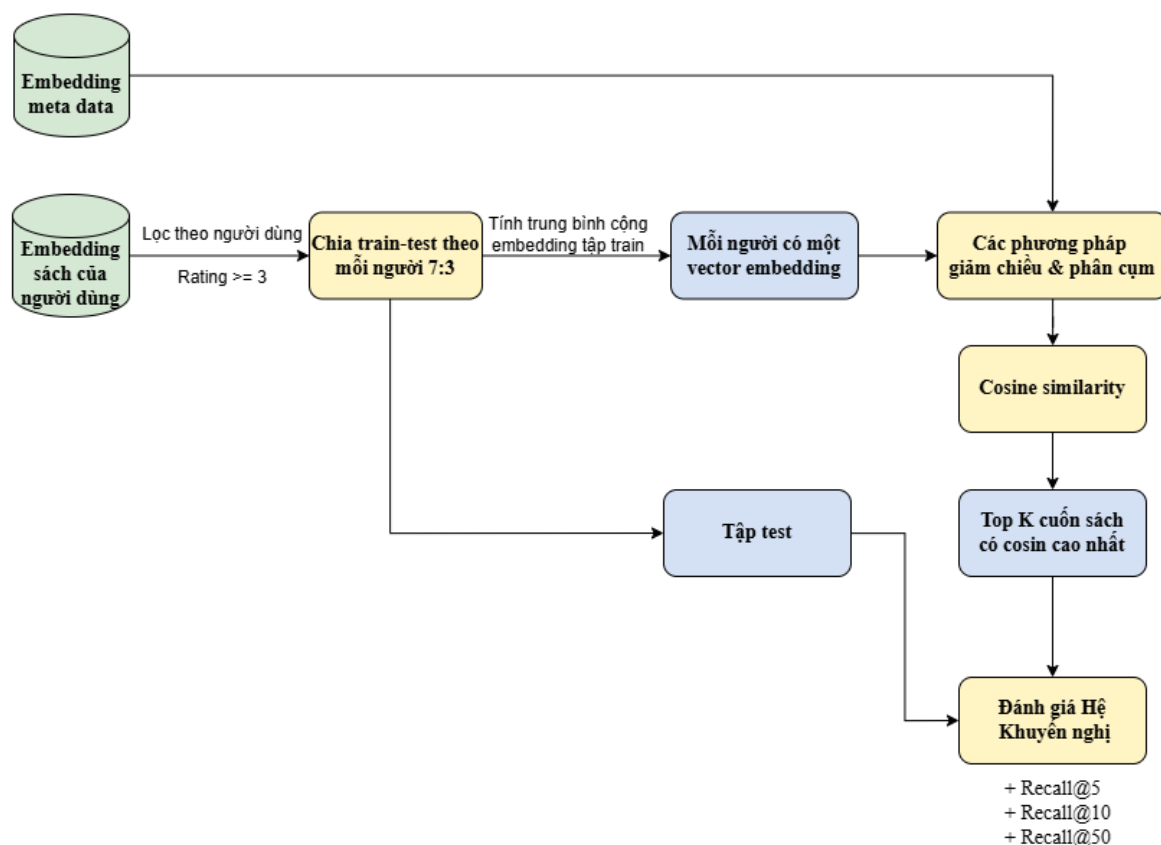 Embedding
meta data
Embedding
sách của
người dùng
Lọc theo người dùng
Rating >= 3
Chia train-test theo
mỗi người 7:3
Tính trung bình cộng
embedding tập train
Mỗi người có một
vector embedding
Các phương pháp
giảm chiều & phân cụm
Cosine similarity
Tập test
Top K cuốn sách
có cosin cao nhất
Đánh giá Hệ
Khuyến nghị
+ Recall@5
+ Recall@10
+ Recall@50